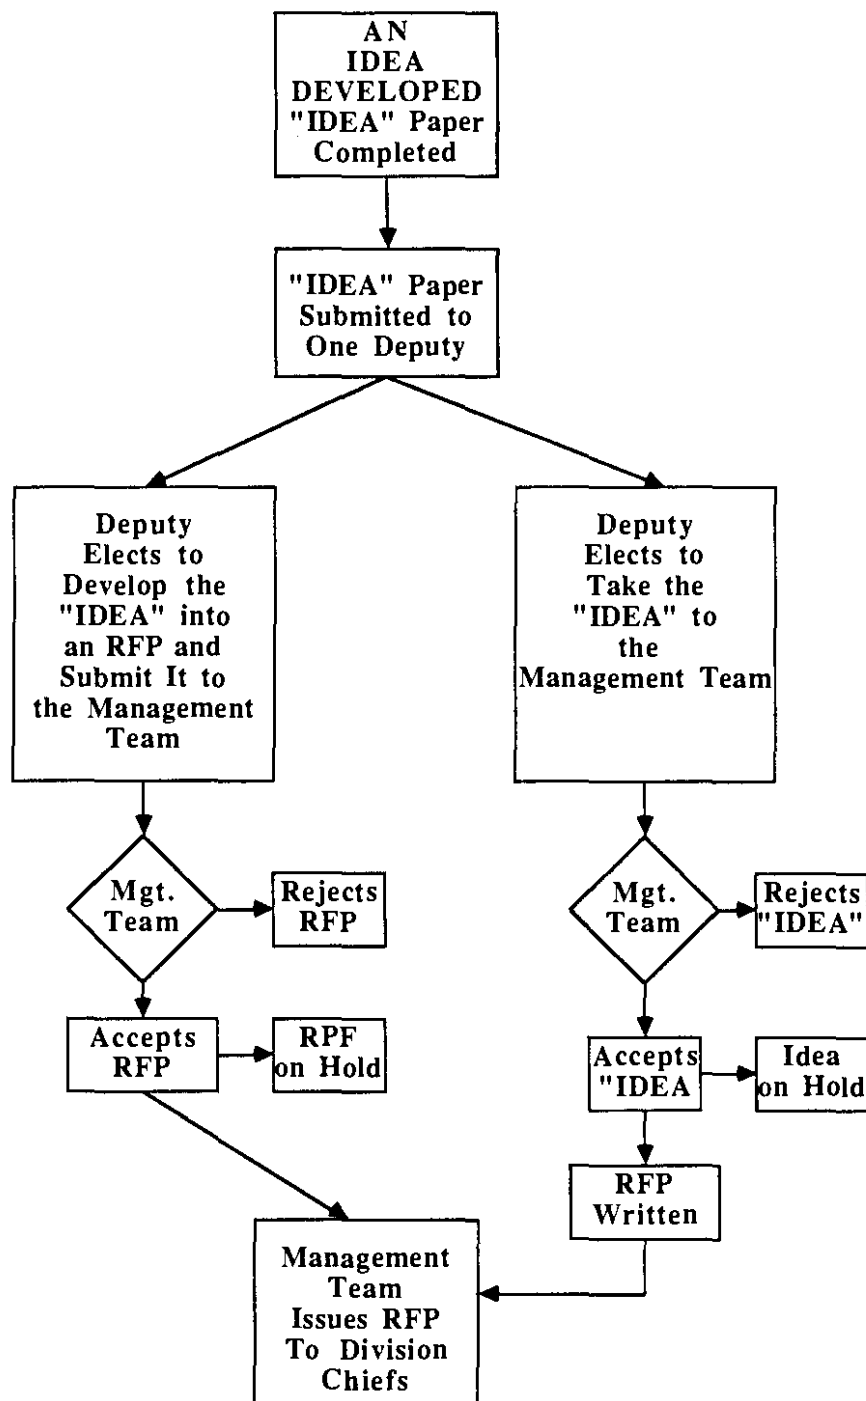 AN
IDEA
DEVELOPED
"IDEA" Paper
Completed
"IDEA" Paper
Submitted to
One Deputy
Deputy
Elects to
Develop the
"IDEA" into
an RFP and
Submit It to
the Management
Team
Deputy
Elects to
Take the
"IDEA" to
the
Management Team
Mgt.
Team
Rejects
RFP
Mgt.
Team
Rejects
"IDEA"
Accepts
RFP
RPF
on Hold
Accepts
"IDEA
Idea
on Hold
RFP
Written
Management
Team
Issues RFP
To Division
Chiefs